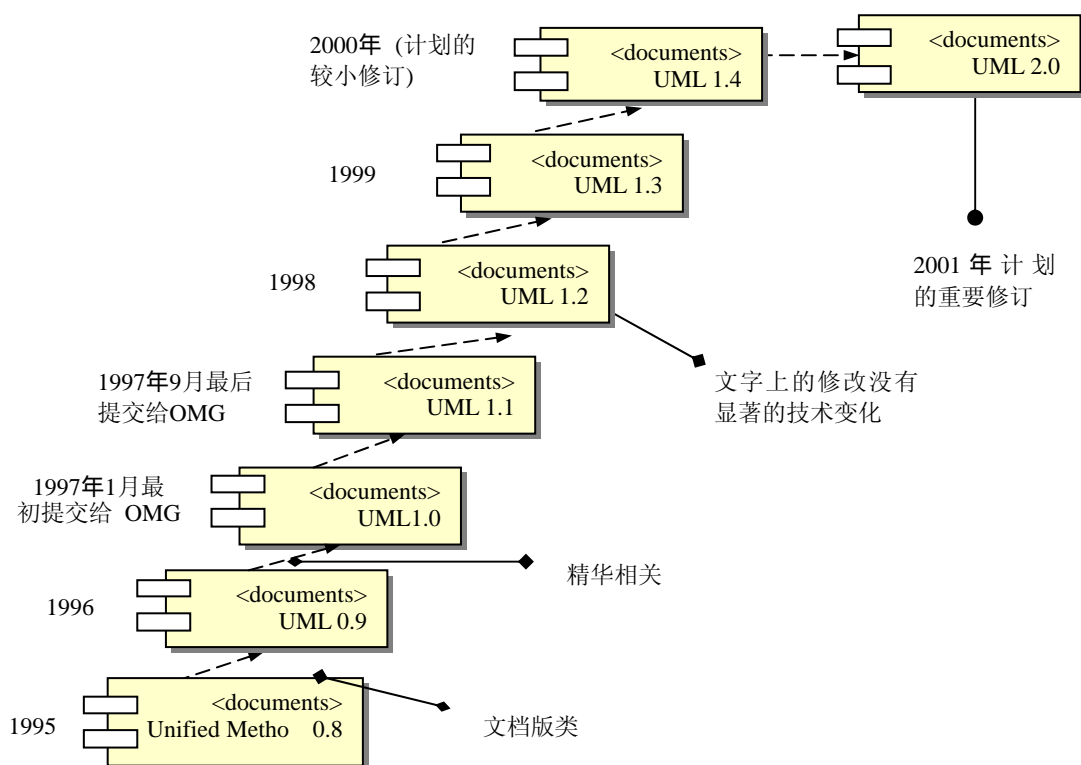 2000年 (计划的
较小修订)
<documents>
UML 1.4
<documents>
UML 2.0
1999
<documents>
UML 1.3
2001 年 计 划
的重要修订
1998
<documents>
UML 1.2
文字上的修改没有
显著的技术变化
1997年9月最后
提交给OMG
<documents>
UML 1.1
1997年1月最
初提交给 OMG
<documents>
UML1.0
精华相关
1996
<documents>
UML 0.9
1995
<documents>
Unified Metho 0.8
文档版类